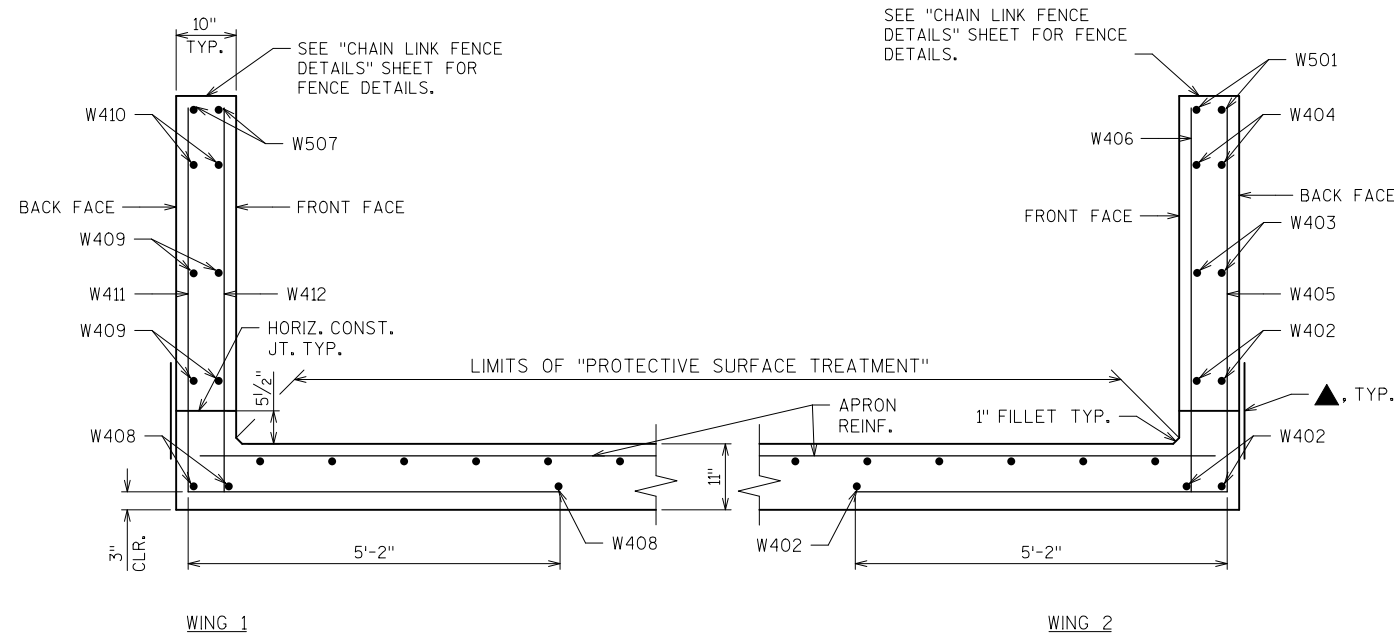 10"
TYP.
SEE "CHAIN LINK FENCE
DETAILS" SHEET FOR
FENCE DETAILS.
SEE "CHAIN LINK FENCE
DETAILS" SHEET FOR FENCE
DETAILS.
W501
W410
W507
W406
W404
BACK FACE
FRONT FACE
FRONT FACE
BACK FACE
W409
W403
W411
W412
W405
W409
HORIZ. CONST.
JT. TYP.
W402
5 1/2"
LIMITS OF "PROTECTIVE SURFACE TREATMENT"
▲, TYP.
APRON
REINF.
1" FILLET TYP.
W408
W402
11"
3"
CLR.
5'-2"
W408
W402
5'-2"
WING 1
WING 2